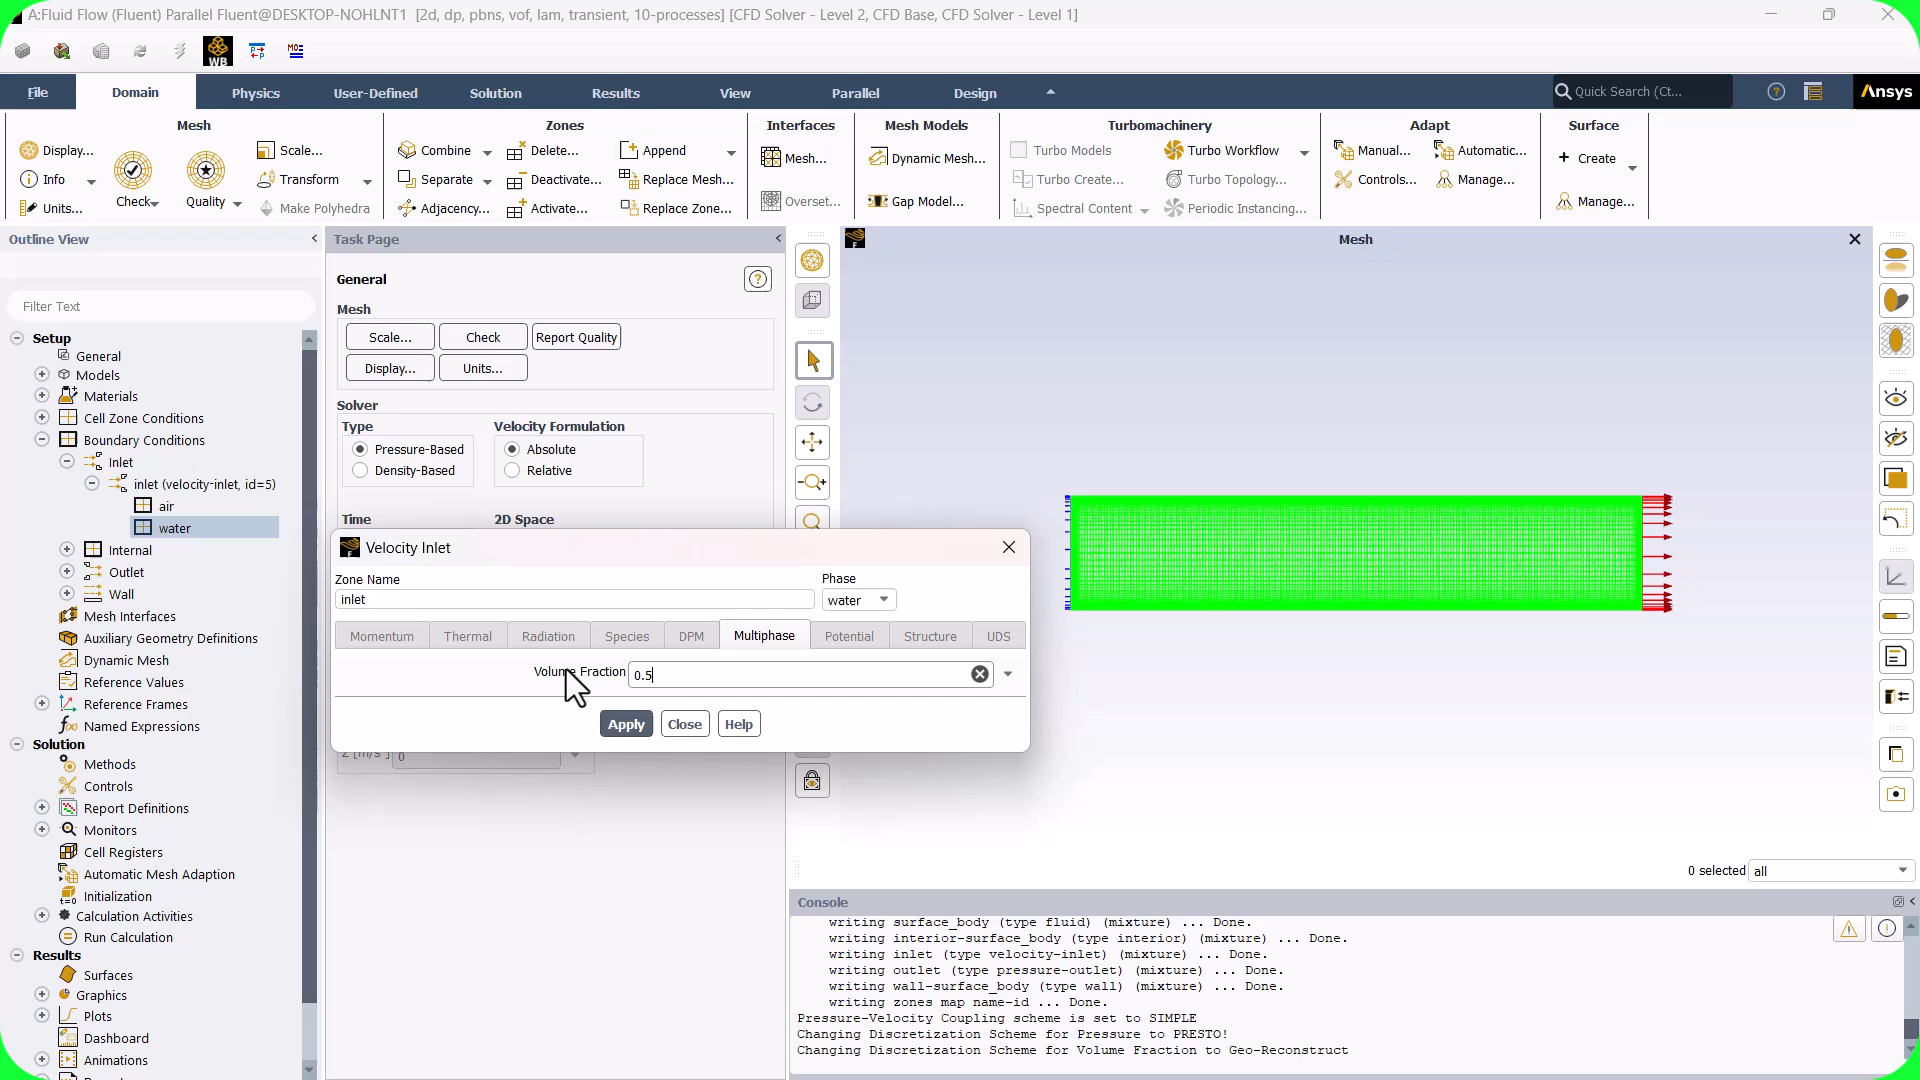 A:Fluid Flow (Fluent) Parallel Fluent@DESKTOP-NOHLNT1 [2d, dp, pbns, vof, lam, transient, 10-processes] [CFD Solver - Level 2, CFD Base, CFD Solver - Level 1]
WB
File Domain Physics User-Defined Solution Results View Parallel Design Quick Search (Ct... Ansys
Mesh
Display...
Info
Units...
Check
Quality
Scale...
Transform
Make Polyhedra
Zones
Combine Delete... Append
Separate Deactivate... Replace Mesh...
Adjacency... Activate... Replace Zone...
Interfaces
Mesh...
Overset...
Mesh Models
Dynamic Mesh...
Gap Model...
Turbomachinery
Turbo Models Turbo Workflow
Turbo Create... Turbo Topology...
Spectral Content Periodic Instancing...
Adapt
Manual... Automatic...
Controls... Manage...
Surface
Create
Manage...
Outline View
Filter Text
Setup
General
Models
Materials
Cell Zone Conditions
Boundary Conditions
Inlet
inlet (velocity-inlet, id=5)
air
water
Internal
Outlet
Wall
Mesh Interfaces
Auxiliary Geometry Definitions
Dynamic Mesh
Reference Values
Reference Frames
Named Expressions
Solution
Methods
Controls
Report Definitions
Monitors
Cell Registers
Automatic Mesh Adaption
Initialization
Calculation Activities
Run Calculation
Results
Surfaces
Graphics
Plots
Dashboard
Animations
Task Page
General
Mesh
Scale... Check Report Quality
Display... Units...
Solver
Type Velocity Formulation
Pressure-Based Absolute
Density-Based Relative
Time 2D Space
Velocity Inlet
Zone Name Phase
inlet water
Momentum Thermal Radiation Species DPM Multiphase Potential Structure UDS
Volume Fraction 0.5
Apply Close Help
Z [m/s²] 0
Mesh
0 selected all
Console
writing surface_body (type fluid) (mixture) ... Done.
writing interior-surface_body (type interior) (mixture) ... Done.
writing inlet (type velocity-inlet) (mixture) ... Done.
writing outlet (type pressure-outlet) (mixture) ... Done.
writing wall-surface_body (type wall) (mixture) ... Done.
writing zones map name-id ... Done.
Pressure-Velocity Coupling scheme is set to SIMPLE
Changing Discretization Scheme for Pressure to PRESTO!
Changing Discretization Scheme for Volume Fraction to Geo-Reconstruct